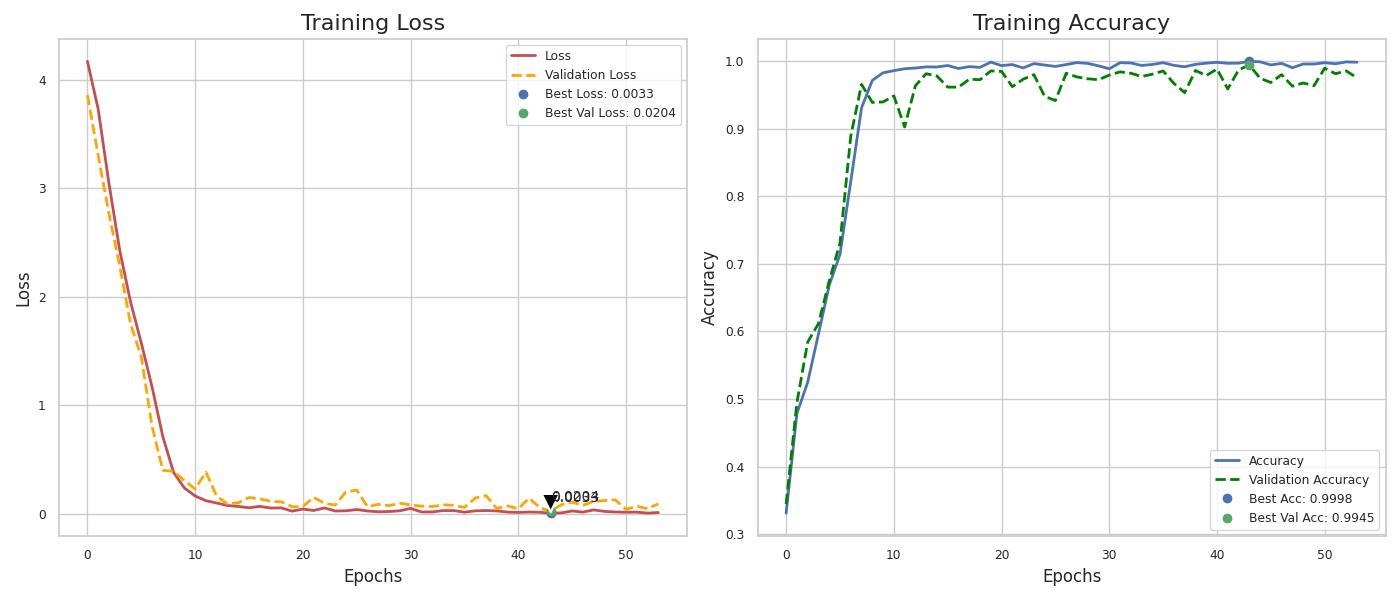 Training Loss
Loss
Validation Loss
Best Loss: 0.0033
Best Val Loss: 0.0204
4
3
2
1
0
Loss
0 10 20 30 40 50
Epochs
Training Accuracy
1.0
0.9
0.8
0.7
0.6
0.5
0.4
0.3
Accuracy
Accuracy
Validation Accuracy
Best Acc: 0.9998
Best Val Acc: 0.9945
0 10 20 30 40 50
Epochs